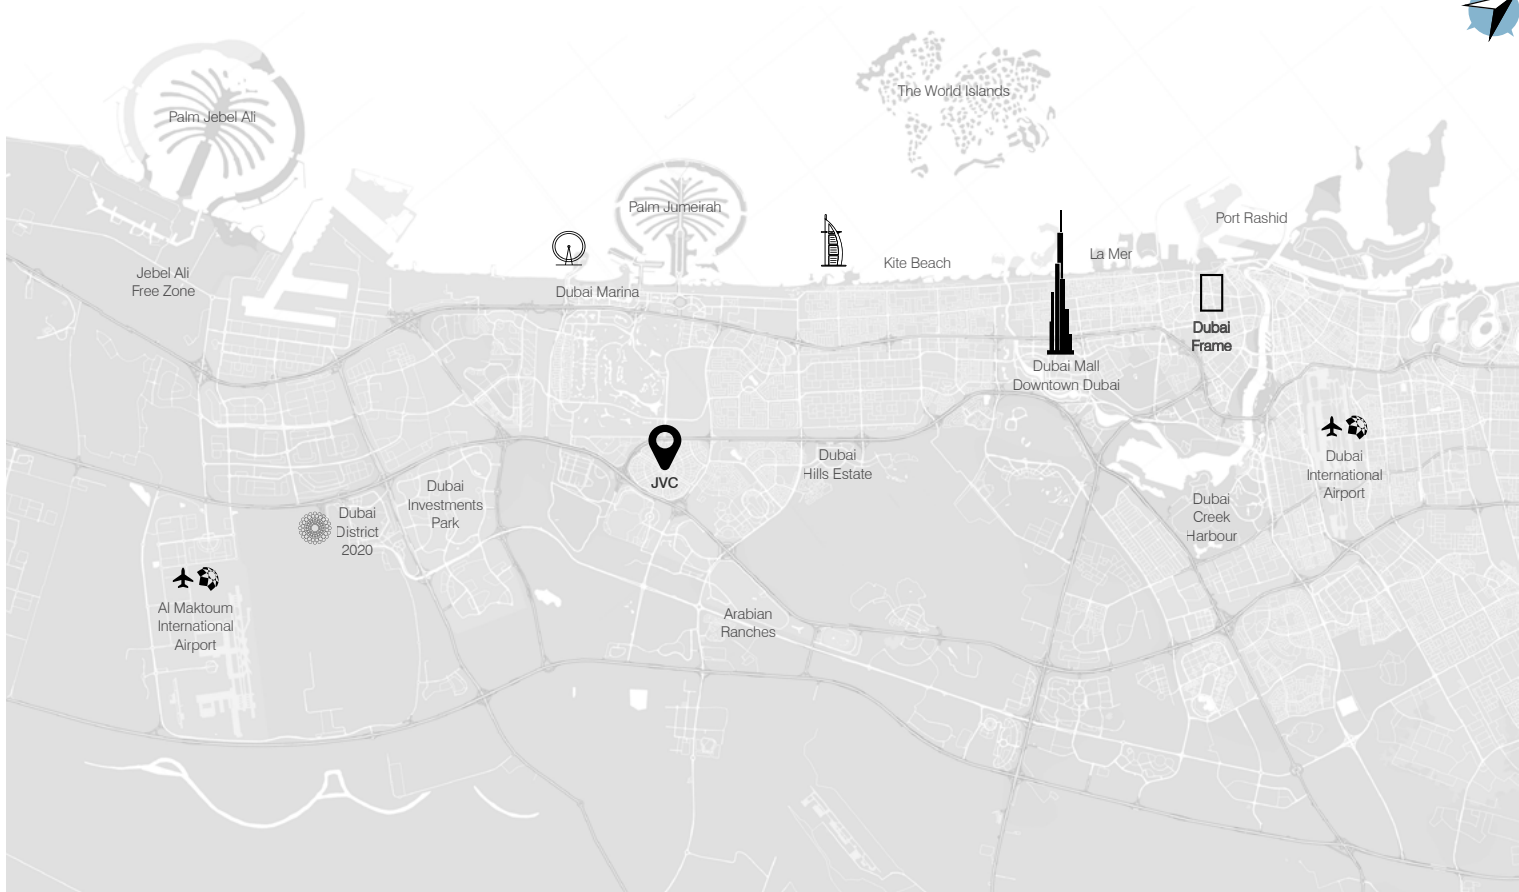 The World Islands
Palm Jebel Ali
Palm Jumeirah
Port Rashid
La Mer
Kite Beach
Jebel Ali
Free Zone
Dubai Marina
Dubai
Frame
Dubai Mall
Downtown Dubai
Dubai
Hills Estate
JVC
Dubai
International
Airport
Dubai
Investments
Park
Dubai
Creek
Harbour
Dubai
District
2020
Al Maktoum
International
Airport
Arabian
Ranches